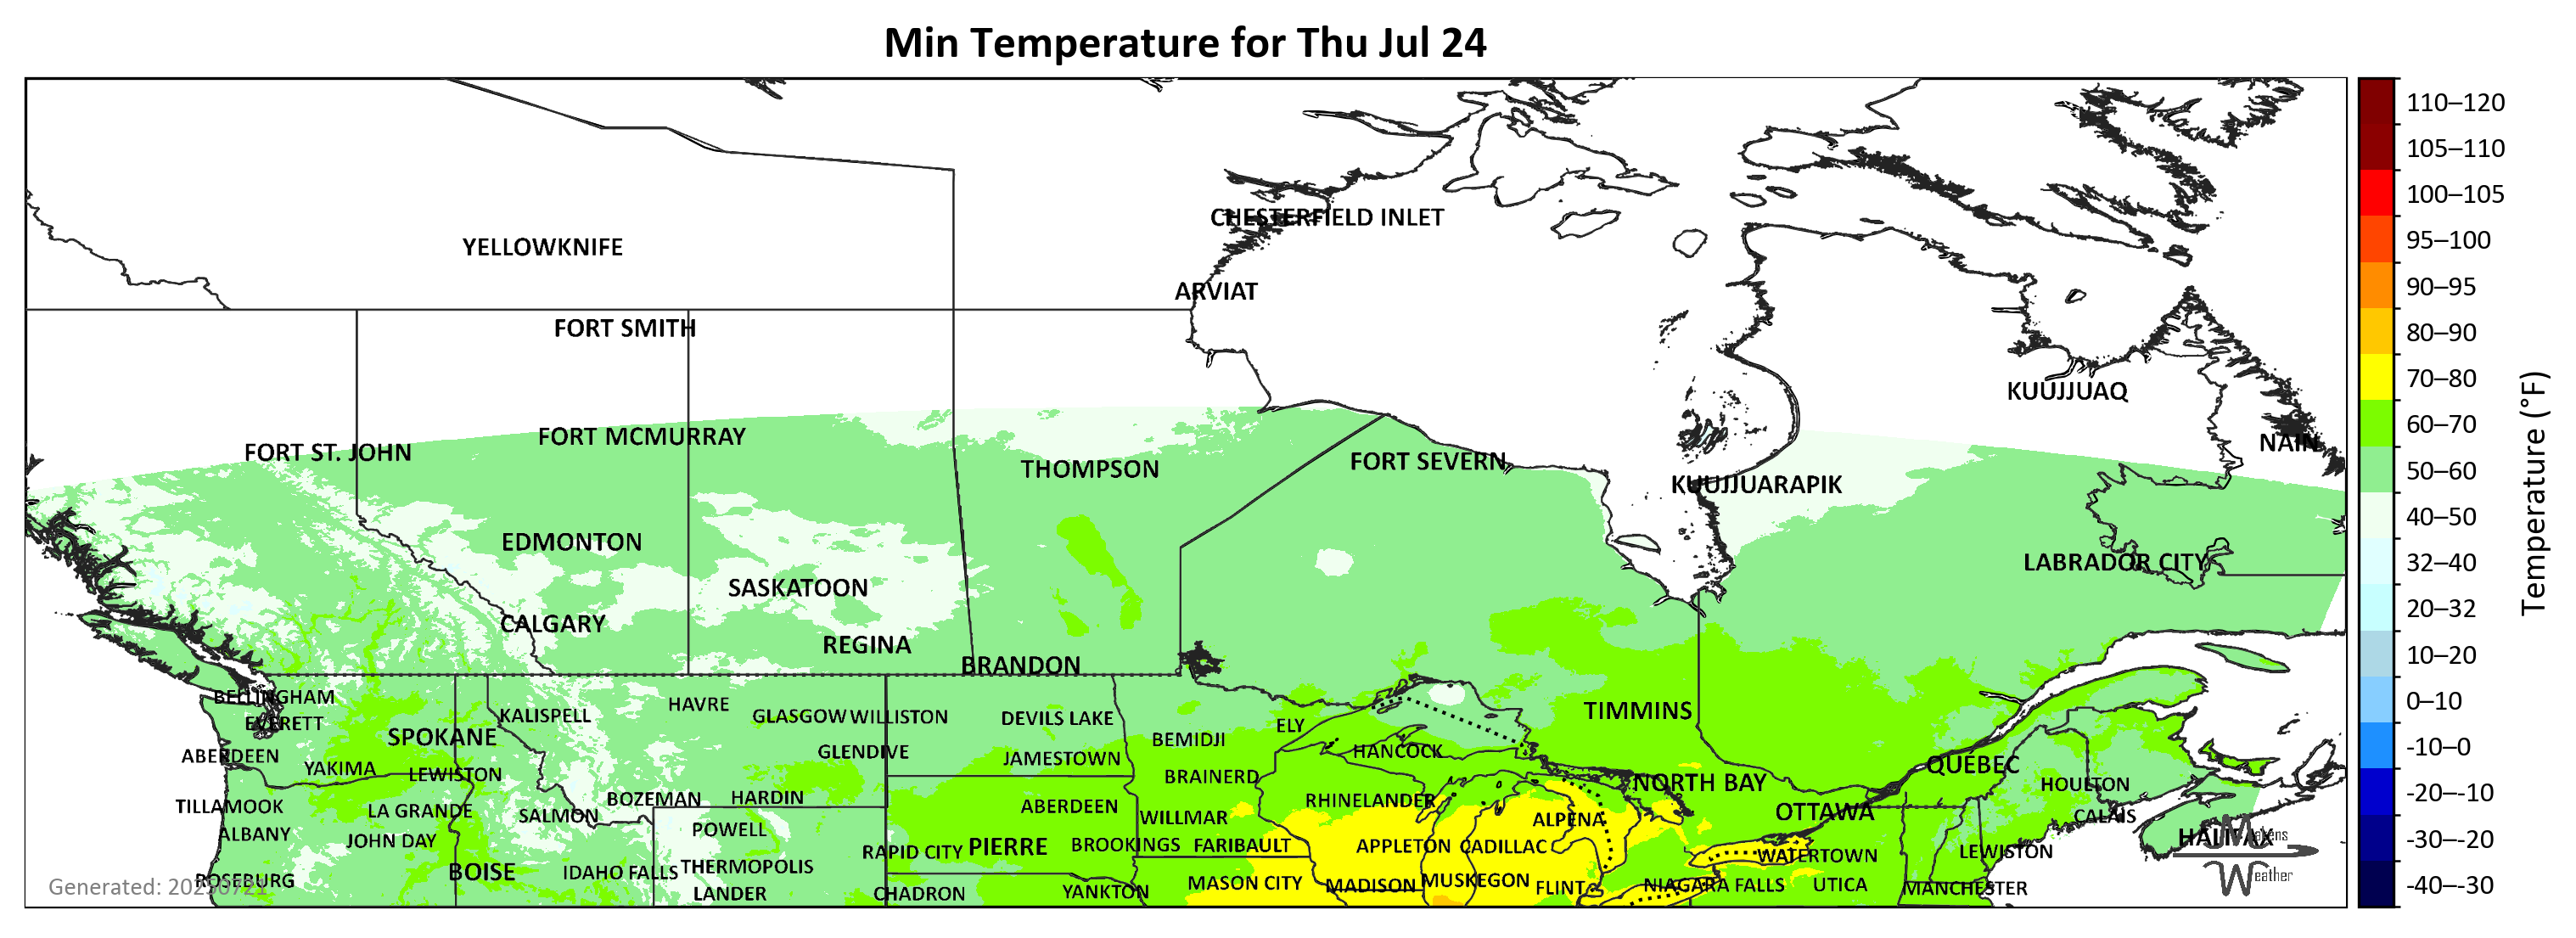 Min Temperature for Thu Jul 24
110–120
105–110
CHESTERFIELD INLET
100–105
YELLOWKNIFE
95–100
ARVIAT
90–95
FORT SMITH
80–90
KUUJJUAQ
70–80
FORT ST. JOHN
FORT MCMURRAY
60–70
NAIN
THOMPSON
FORT SEVERN
50–60
KUUJJUARAPIK
40–50
EDMONTON
LABRADOR CITY
32–40
SASKATOON
20–32
CALGARY
REGINA
BRANDON
10–20
BELLINGHAM
HAVRE
0–10
EVERETT
KALISPELL
GLASGOW
WILLISTON
DEVILS LAKE
ELY
TIMMINS
SPOKANE
BEMIDJI
-10–0
ABERDEEN
GLENDIVE
JAMESTOWN
HANCOCK
QUÉBEC
YAKIMA
LEWISTON
BRAINERD
NORTH BAY
HOULTON
-20–-10
TILLAMOOK
LA GRANDE
SALMON
BOZEMAN
HARDIN
ABERDEEN
WILLMAR
RHINELANDER
ALPENA
OTTAWA
CALAIS
ALBANY
JOHN DAY
POWELL
-30–-20
HALIFAX
Makens
Weather
RAPID CITY
PIERRE
BROOKINGS
FARIBAULT
APPLETON
CADILLAC
WATERTOWN
LEWISTON
BOISE
IDAHO FALLS
THERMOPOLIS
ROSEBURG
LANDER
CHADRON
YANKTON
MASON CITY
MADISON
MUSKEGON
FLINT
NIAGARA FALLS
UTICA
MANCHESTER
-40–-30
Generated: 20250721
Temperature (°F)